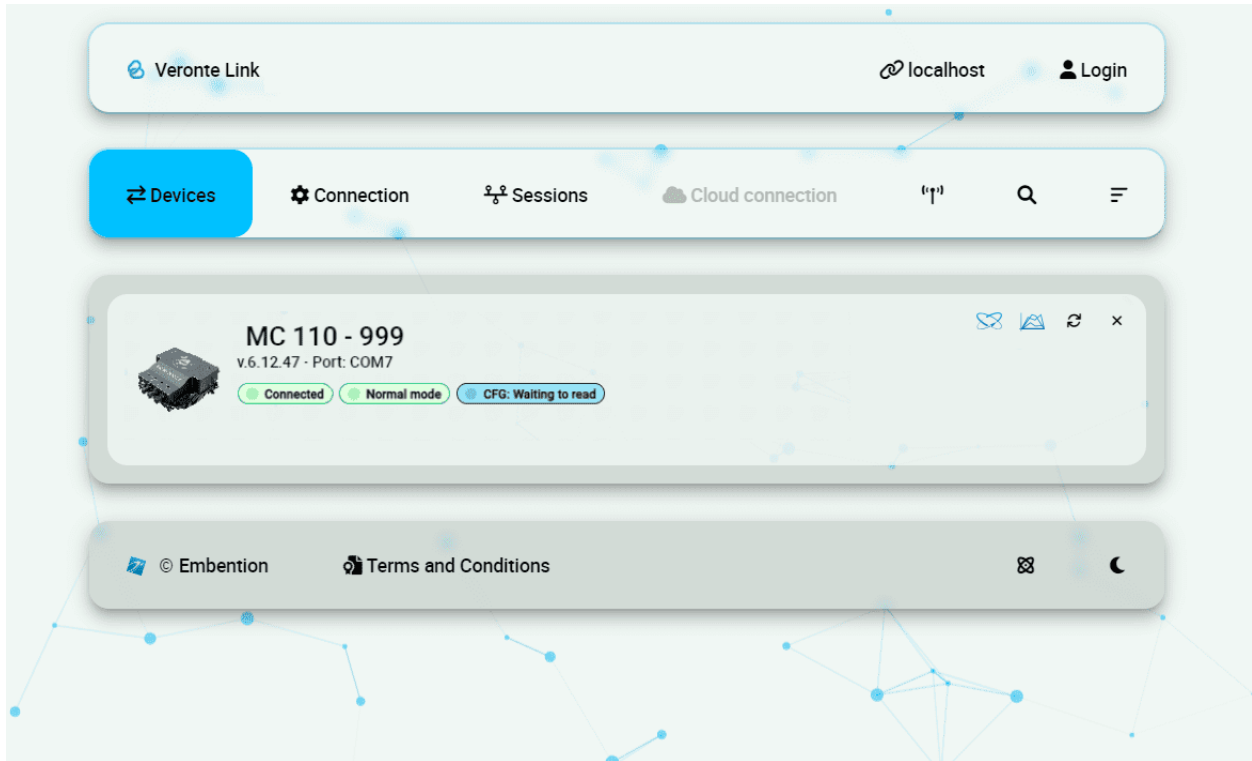 Veronte Link
localhost
Login
Devices
Connection
Sessions
Cloud connection
MC 110 - 999
v.6.12.47 - Port: COM7
Connected
Normal mode
CFG: Waiting to read
© Embention
Terms and Conditions